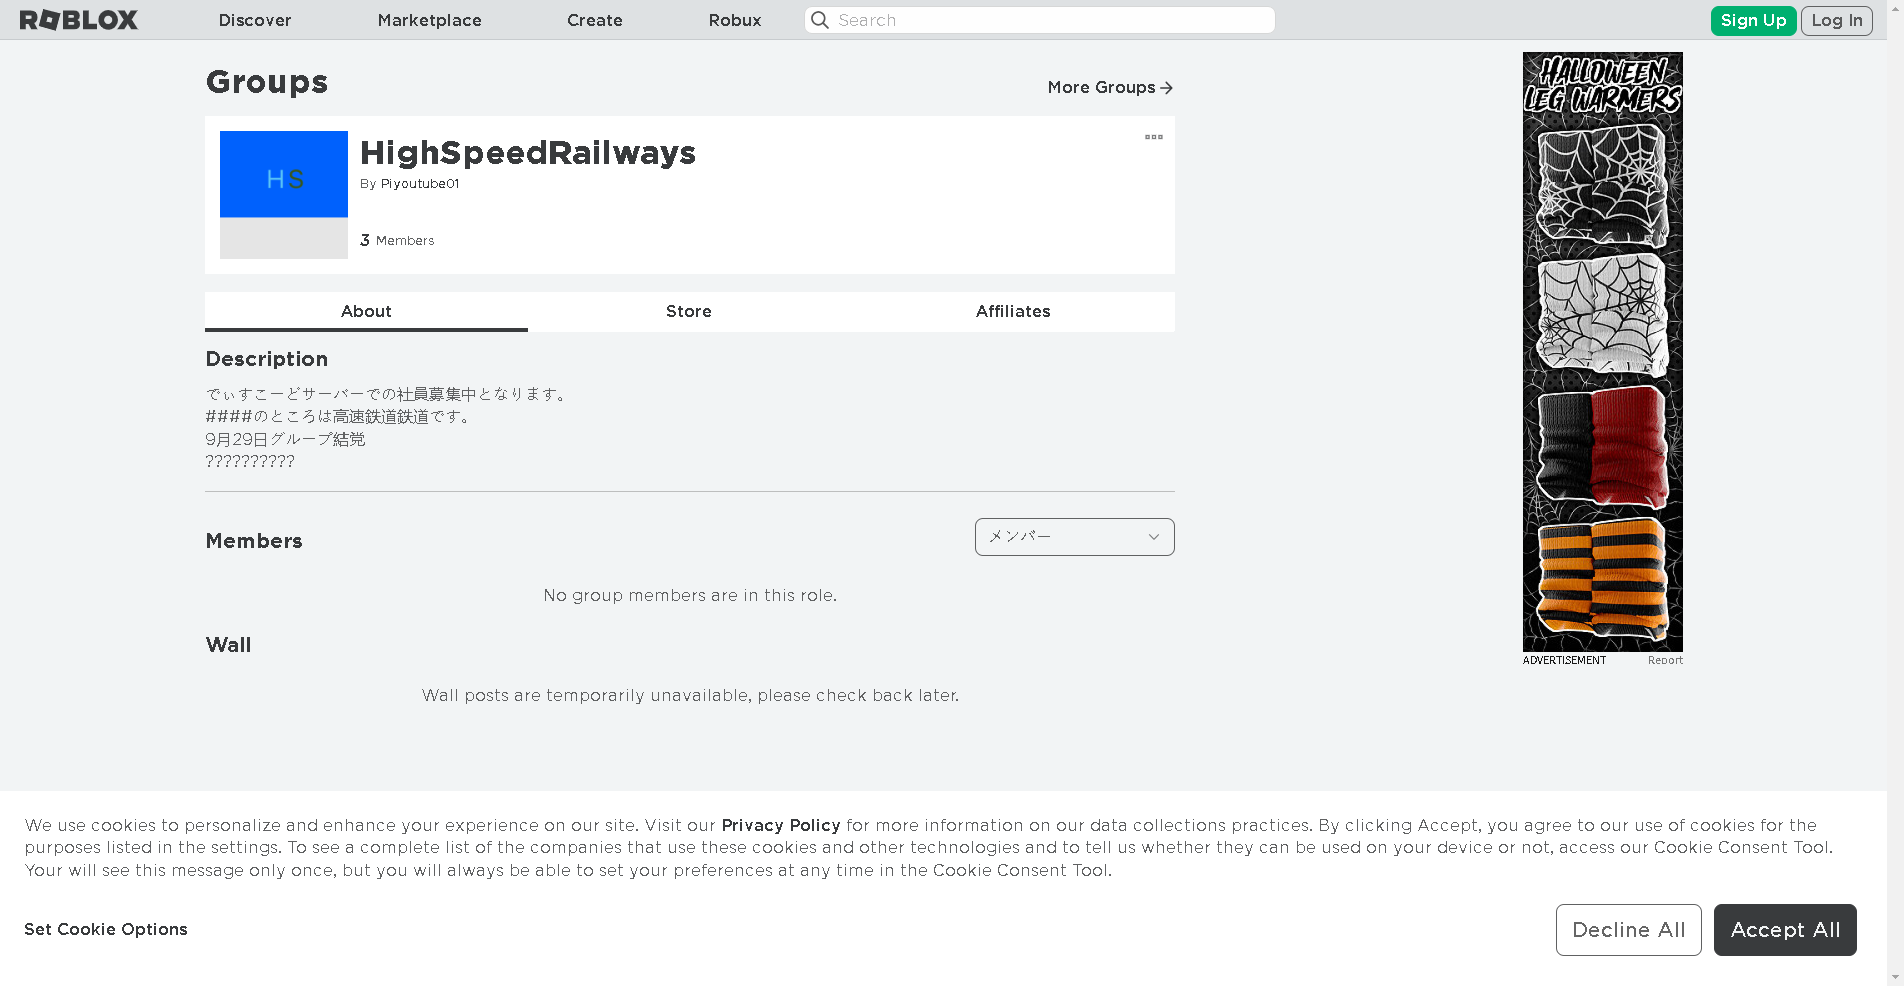 ROBLOX
Discover
Marketplace
Create
Robux
Search
Sign Up
Log In
Groups
More Groups
HS
HighSpeedRailways
By Piyoutube01
3 Members
About
Store
Affiliates
Description
でぃすこーどサーバーでの社員募集中となります。
####のところは高速鉄道鉄道です。
9月29日グループ結党
??????????
Members
メンバー
No group members are in this role.
Wall
Wall posts are temporarily unavailable, please check back later.
HALLOWEEN
LEG WARMERS
ADVERTISEMENT
Report
We use cookies to personalize and enhance your experience on our site. Visit our Privacy Policy for more information on our data collections practices. By clicking Accept, you agree to our use of cookies for the
purposes listed in the settings. To see a complete list of the companies that use these cookies and other technologies and to tell us whether they can be used on your device or not, access our Cookie Consent Tool.
Your will see this message only once, but you will always be able to set your preferences at any time in the Cookie Consent Tool.
Set Cookie Options
Decline All
Accept All